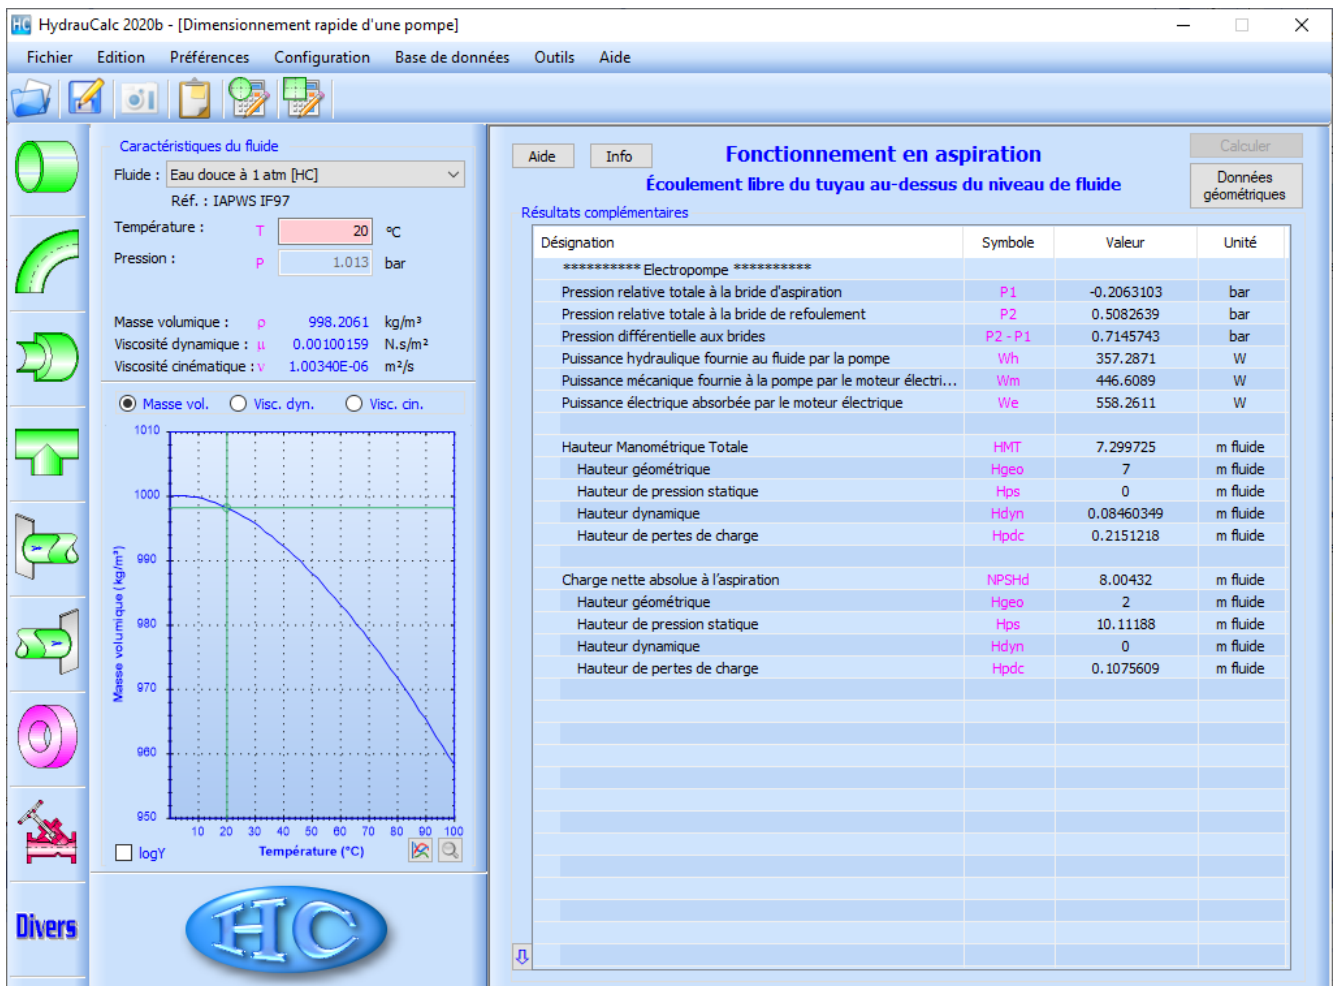 HC HydrauCalc 2020b - [Dimensionnement rapide d'une pompe]
Fichier Edition Préférences Configuration Base de données Outils Aide
Caractéristiques du fluide
Fluide : Eau douce à 1 atm [HC]
Réf. : IAPWS IF97
Température : T 20 °C
Pression : P 1.013 bar
Masse volumique : ρ 998.2061 kg/m³
Viscosité dynamique : μ 0.00100159 N.s/m²
Viscosité cinématique : ν 1.00340E-06 m²/s
Masse vol. Visc. dyn. Visc. cin.
1010
1000
990
980
970
960
950
Masse volumique (kg/m³)
10 20 30 40 50 60 70 80 90 100
logY Température (°C)
Divers
HC
Aide Info Fonctionnement en aspiration Calculer
Écoulement libre du tuyau au-dessus du niveau de fluide
Données
géométriques
Résultats complémentaires
Désignation Symbole Valeur Unité
********** Electropompe **********
Pression relative totale à la bride d'aspiration P1 -0.2063103 bar
Pression relative totale à la bride de refoulement P2 0.5082639 bar
Pression différentielle aux brides P2 - P1 0.7145743 bar
Puissance hydraulique fournie au fluide par la pompe Wh 357.2871 W
Puissance mécanique fournie à la pompe par le moteur électri... Wm 446.6089 W
Puissance électrique absorbée par le moteur électrique We 558.2611 W
Hauteur Manométrique Totale HMT 7.299725 m fluide
Hauteur géométrique Hgeo 7 m fluide
Hauteur de pression statique Hps 0 m fluide
Hauteur dynamique Hdyn 0.08460349 m fluide
Hauteur de pertes de charge Hpdc 0.2151218 m fluide
Charge nette absolue à l'aspiration NPSHd 8.00432 m fluide
Hauteur géométrique Hgeo 2 m fluide
Hauteur de pression statique Hps 10.11188 m fluide
Hauteur dynamique Hdyn 0 m fluide
Hauteur de pertes de charge Hpdc 0.1075609 m fluide